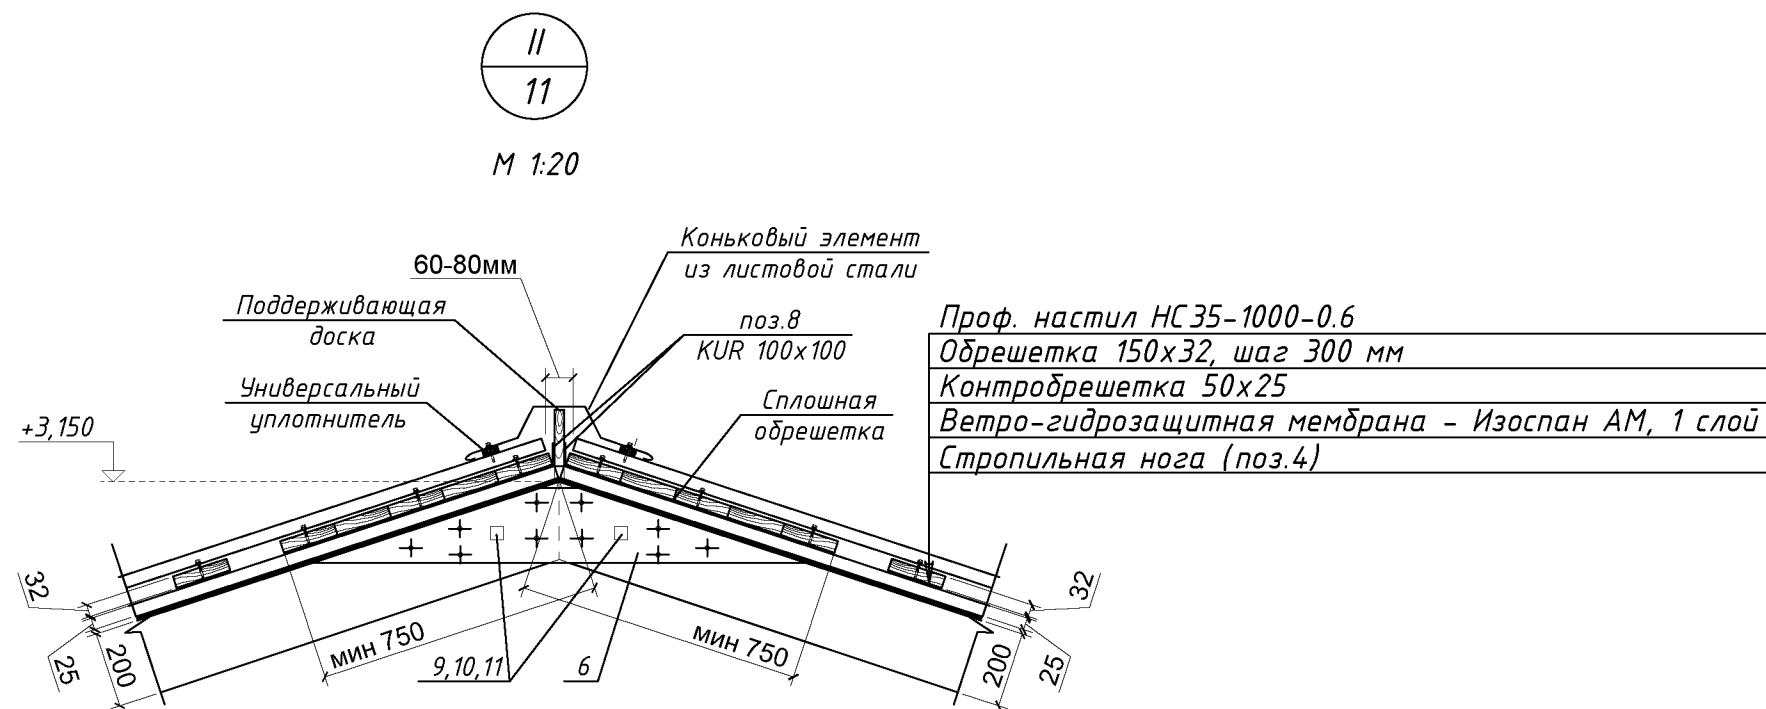 II
11
М 1:20
Коньковый элемент
из листовой стали
60-80мм
Поддерживающая
доска
поз.8
KUR 100x100
Универсальный
уплотнитель
Сплошная
обрешетка
+3,150
Проф. настил НС35-1000-0.6
Обрешетка 150х32, шаг 300 мм
Контробрешетка 50х25
Ветро-гидрозащитная мембрана - Изоспан АМ, 1 слой
Стропильная нога (поз.4)
32
25
200
мин 750
9,10,11
6
мин 750
200
25
32